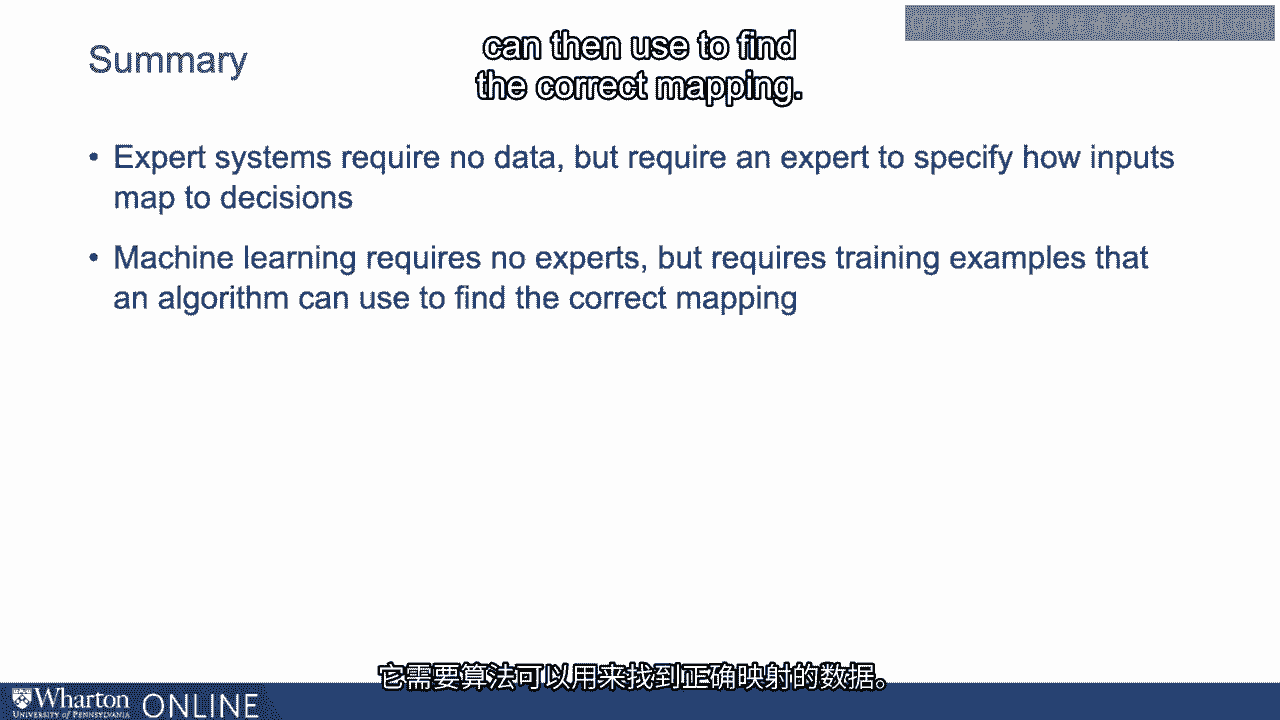 can then use to find
the correct mapping.
Summary
• Expert systems require no data, but require an expert to specify how inputs
map to decisions
• Machine learning requires no experts, but requires training examples that
an algorithm can use to find the correct mapping
它需要算法可以用来找到正确映射的数据。
Wharton ONLINE
UNIVERSITY of PENNSYLVANIA